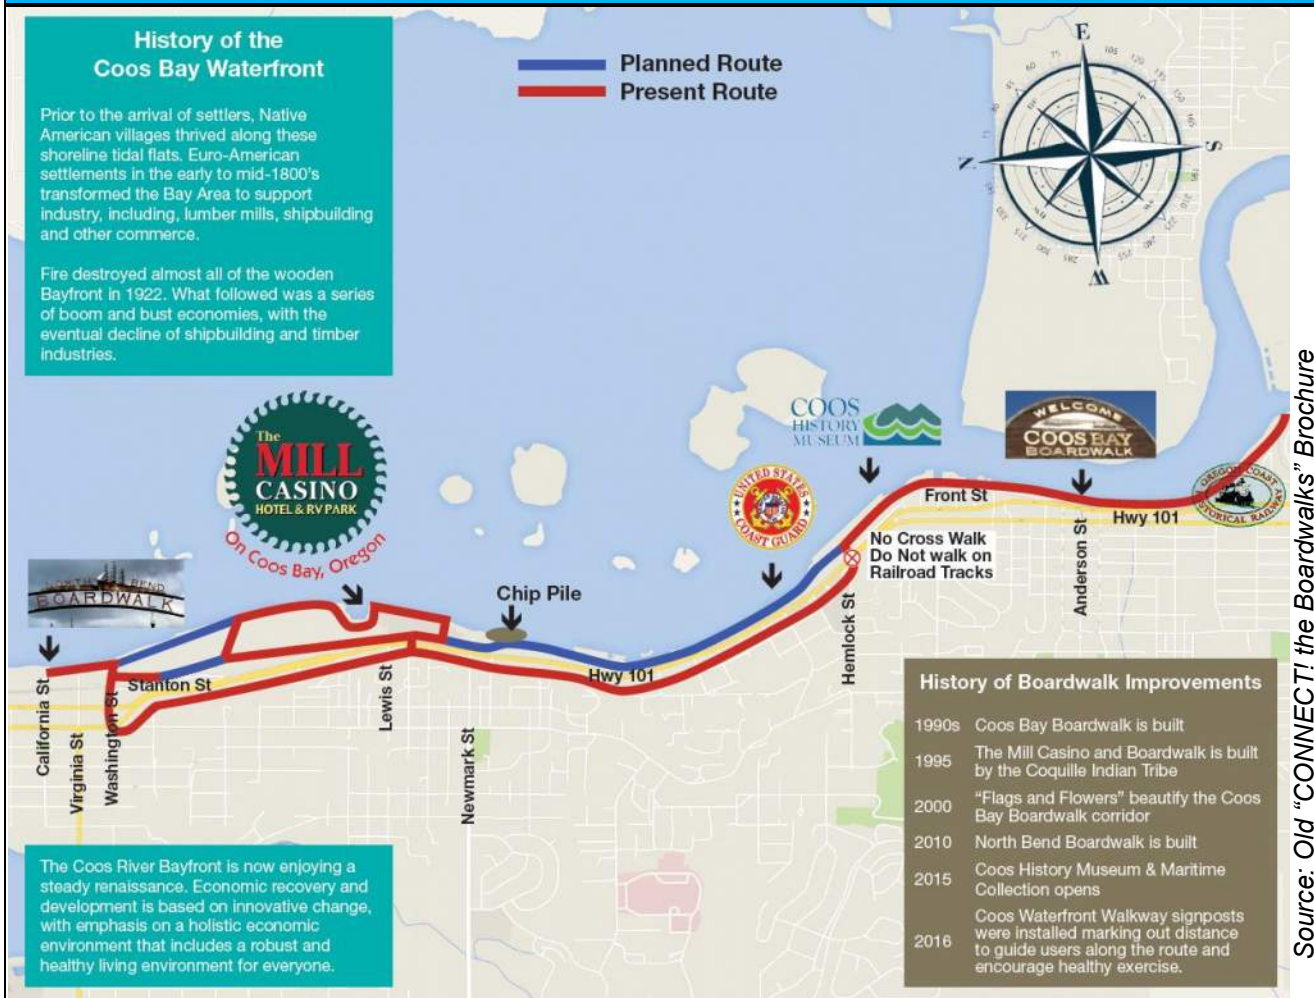 History of the
Coos Bay Waterfront
Prior to the arrival of settlers, Native
American villages thrived along these
shoreline tidal flats. Euro-American
settlements in the early to mid-1800's
transformed the Bay Area to support
industry, including, lumber mills, shipbuilding
and other commerce.
Fire destroyed almost all of the wooden
Bayfront in 1922. What followed was a series
of boom and bust economies, with the
eventual decline of shipbuilding and timber
industries.
Planned Route
Present Route
E
S
N
W
The
MILL
CASINO
HOTEL & RV PARK
On Coos Bay, Oregon
NORTH BEND
BOARDWALK
Chip Pile
UNITED STATES
COAST GUARD
COOS
HISTORY
MUSEUM
WELCOME
COOS BAY
BOARDWALK
OREGON COAST
HISTORICAL RAILWAY
Front St
Hwy 101
No Cross Walk
Do Not walk on
Railroad Tracks
Anderson St
Hemlock St
Hwy 101
Stanton St
Lewis St
Newmark St
California St
Virginia St
Washington St
The Coos River Bayfront is now enjoying a
steady renaissance. Economic recovery and
development is based on innovative change,
with emphasis on a holistic economic
environment that includes a robust and
healthy living environment for everyone.
History of Boardwalk Improvements
1990s Coos Bay Boardwalk is built
1995 The Mill Casino and Boardwalk is built
by the Coquille Indian Tribe
2000 "Flags and Flowers" beautify the Coos
Bay Boardwalk corridor
2010 North Bend Boardwalk is built
2015 Coos History Museum & Maritime
Collection opens
2016 Coos Waterfront Walkway signposts
were installed marking out distance
to guide users along the route and
encourage healthy exercise.
Source: Old "CONNECT! the Boardwalks" Brochure